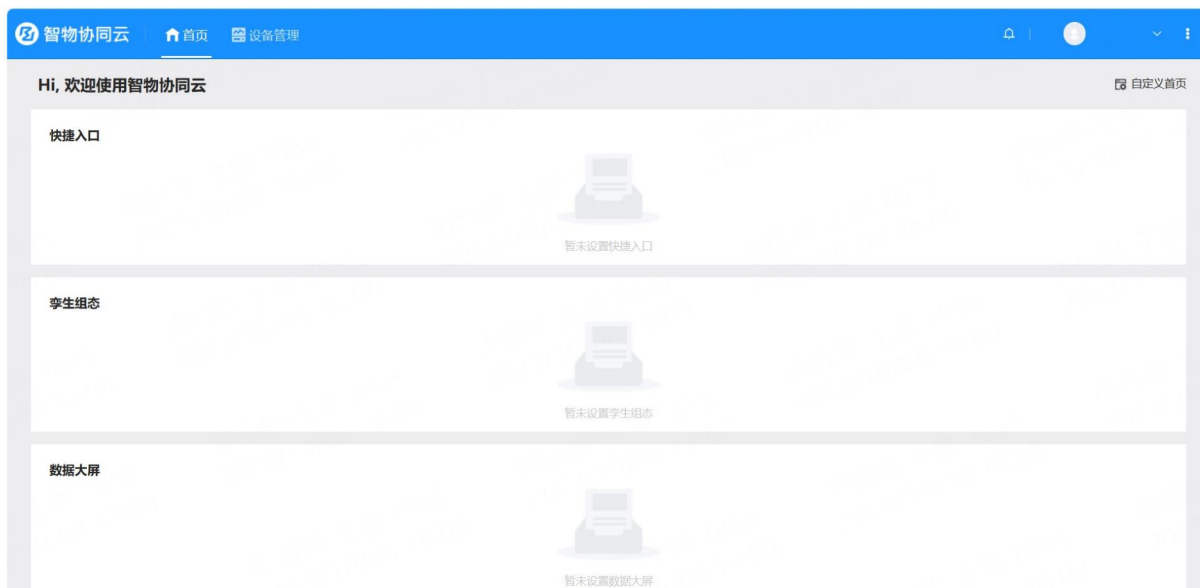 智物协同云 首页 设备管理
Hi, 欢迎使用智物协同云 自定义首页
快捷入口
暂未设置快捷入口
孪生组态
暂未设置孪生组态
数据大屏
暂未设置数据大屏